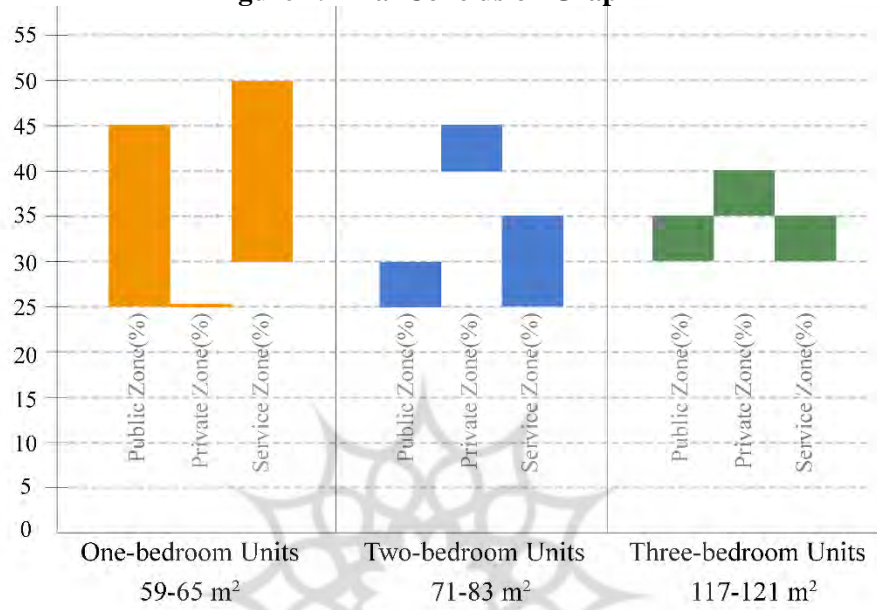 55
50
45
40
35
30
25
20
15
10
5
0
Public Zone(%)
Private Zone(%)
Service Zone(%)
Public Zone(%)
Private Zone(%)
Service Zone(%)
Public Zone(%)
Private Zone(%)
Service Zone(%)
One-bedroom Units
59-65 m²
Two-bedroom Units
71-83 m²
Three-bedroom Units
117-121 m²